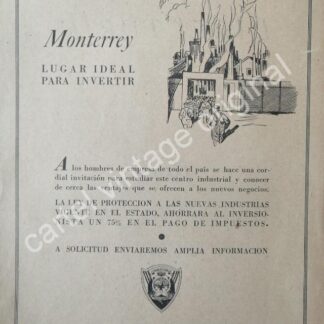 Monterrey
LUGAR IDEAL
PARA INVERTIR
A los hombres de empresa de todo el país se hace una cor-
dial invitación para estudiar este centro industrial y conocer
de cerca las ventajas que se ofrecen a los nuevos negocios.
LA LEY DE PROTECCION A LAS NUEVAS INDUSTRIAS
VIGENTE EN EL ESTADO, AHORRARA AL INVERSIO-
NISTA UN 75% EN EL PAGO DE IMPUESTOS.
A SOLICITUD ENVIAREMOS AMPLIA INFORMACION
vintage original